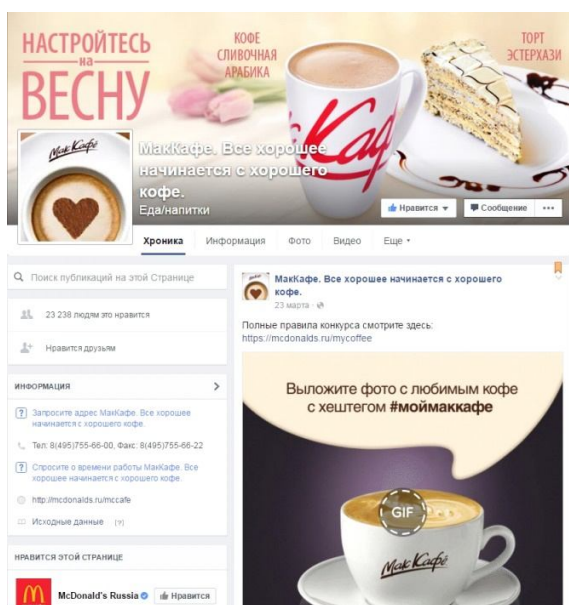 НАСТРОЙТЕСЬ
на
ВЕСНУ
КОФЕ
СЛИВОЧНАЯ
АРАБИКА
ТОРТ
ЭСТЕРХАЗИ
МакКафе
Кафе
МакКафе. Все хорошее
начинается с хорошего
кофе.
Еда/напитки
Нравится
Сообщение
Хроника Информация Фото Видео Еще
Поиск публикаций на этой Странице
23 238 людям это нравится
Нравится друзьям
ИНФОРМАЦИЯ
? Запросите адрес МакКафе. Все хорошее
начинается с хорошего кофе.
Тел: 8(495)755-66-00, Факс: 8(495)755-66-22
? Спросите о времени работы МакКафе. Все
хорошее начинается с хорошего кофе.
http://mcdonalds.ru/mccafe
Исходные данные [?]
НРАВИТСЯ ЭТОЙ СТРАНИЦЕ
McDonald's Russia
Нравится
МакКафе. Все хорошее начинается с хорошего
кофе.
23 марта
Полные правила конкурса смотрите здесь:
https://mcdonalds.ru/mycoffee
Выложите фото с любимым кофе
с хештегом #моймаккафе
GIF
МакКафе